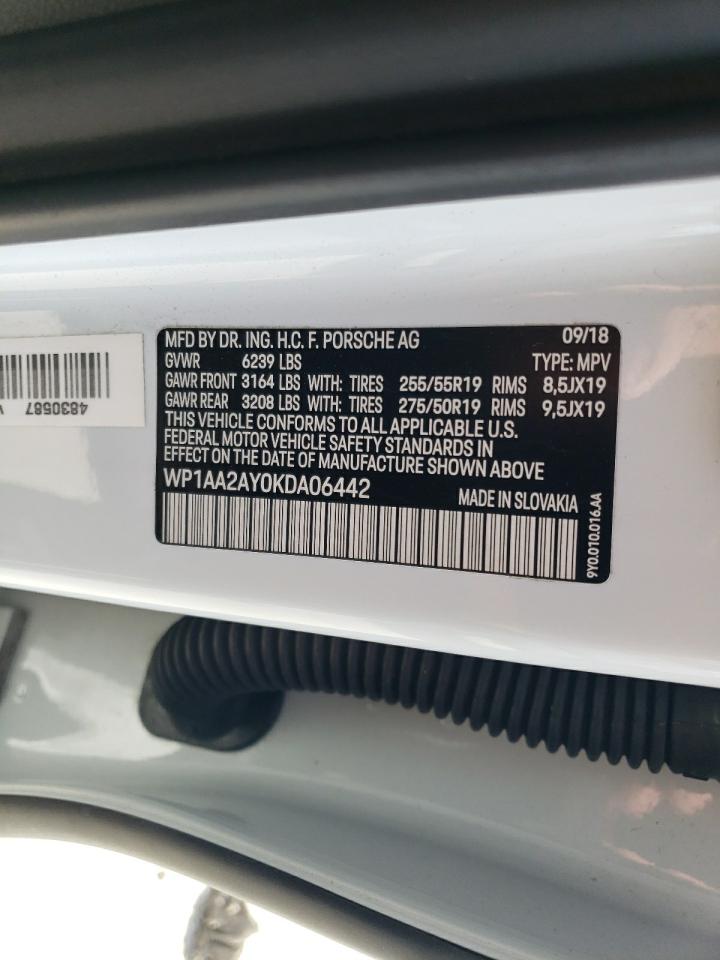 MFD BY DR. ING. H.C. F. PORSCHE AG 09/18
GVWR 6239 LBS TYPE: MPV
GAWR FRONT 3164 LBS WITH: TIRES 255/55R19 RIMS 8,5JX19
GAWR REAR 3208 LBS WITH: TIRES 275/50R19 RIMS 9,5JX19
THIS VEHICLE CONFORMS TO ALL APPLICABLE U.S.
FEDERAL MOTOR VEHICLE SAFETY STANDARDS IN
EFFECT ON THE DATE OF MANUFACTURE SHOWN ABOVE
WP1AA2AY0KDA06442 MADE IN SLOVAKIA
9Y0.010.016.AA
4830587